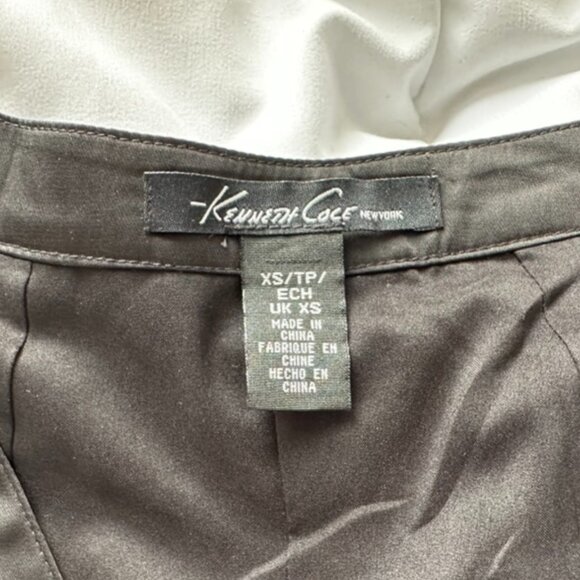 KENNETH COLE NEW YORK
XS/TP/
ECH
UK XS
MADE IN
CHINA
FABRIQUE EN
CHINE
HECHO EN
CHINA